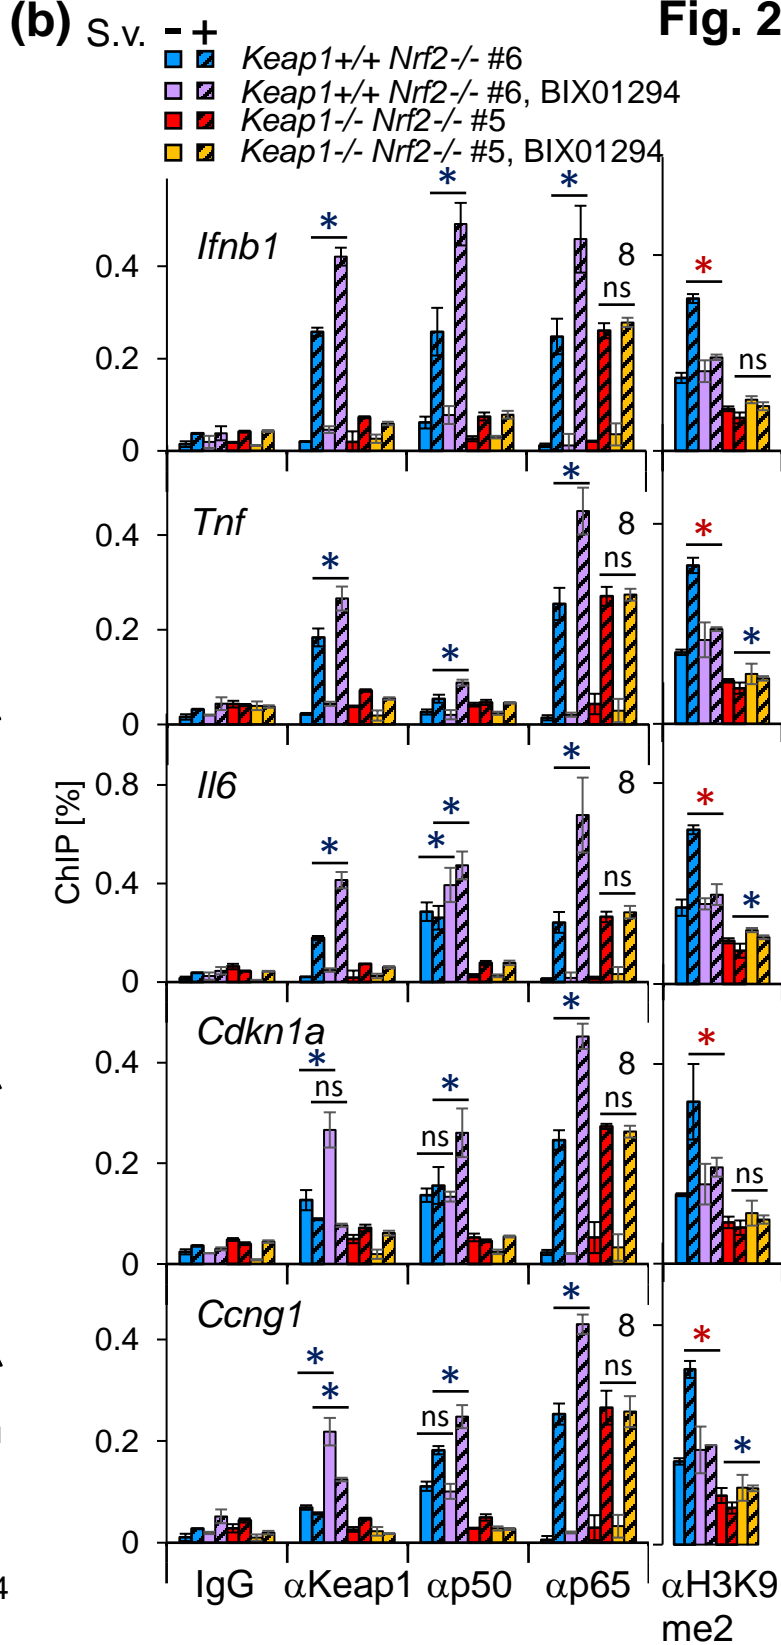 (b) S.v. - + Fig. 2
Keap1+/+ Nrf2-/- #6
Keap1+/+ Nrf2-/- #6, BIX01294
Keap1-/- Nrf2-/- #5
Keap1-/- Nrf2-/- #5, BIX01294
* * *
Ifnb1 * 8 *
0.4 ns
0.2 ns
0
*
Tnf 8 *
0.4 * ns
0.2 * *
0
*
0.8 Il6 8 *
ChIP [%]
* * *
0.4 ns *
0
*
Cdkn1a *
0.4 * * 8
ns ns
0.2 ns ns
0
*
Ccng1 8 *
0.4 * * ns
* ns
0.2 *
0
4
IgG αKeap1 αp50 αp65 αH3K9
me2